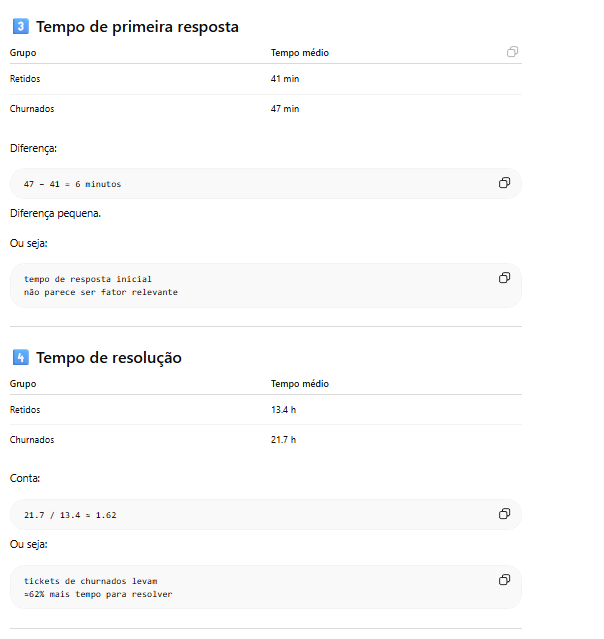 3 Tempo de primeira resposta
Grupo Tempo médio
Retidos 41 min
Churnados 47 min
Diferença:
47 − 41 = 6 minutos
Diferença pequena.
Ou seja:
tempo de resposta inicial
não parece ser fator relevante
4 Tempo de resolução
Grupo Tempo médio
Retidos 13.4 h
Churnados 21.7 h
Conta:
21.7 / 13.4 ≈ 1.62
Ou seja:
tickets de churnados levam
≈62% mais tempo para resolver